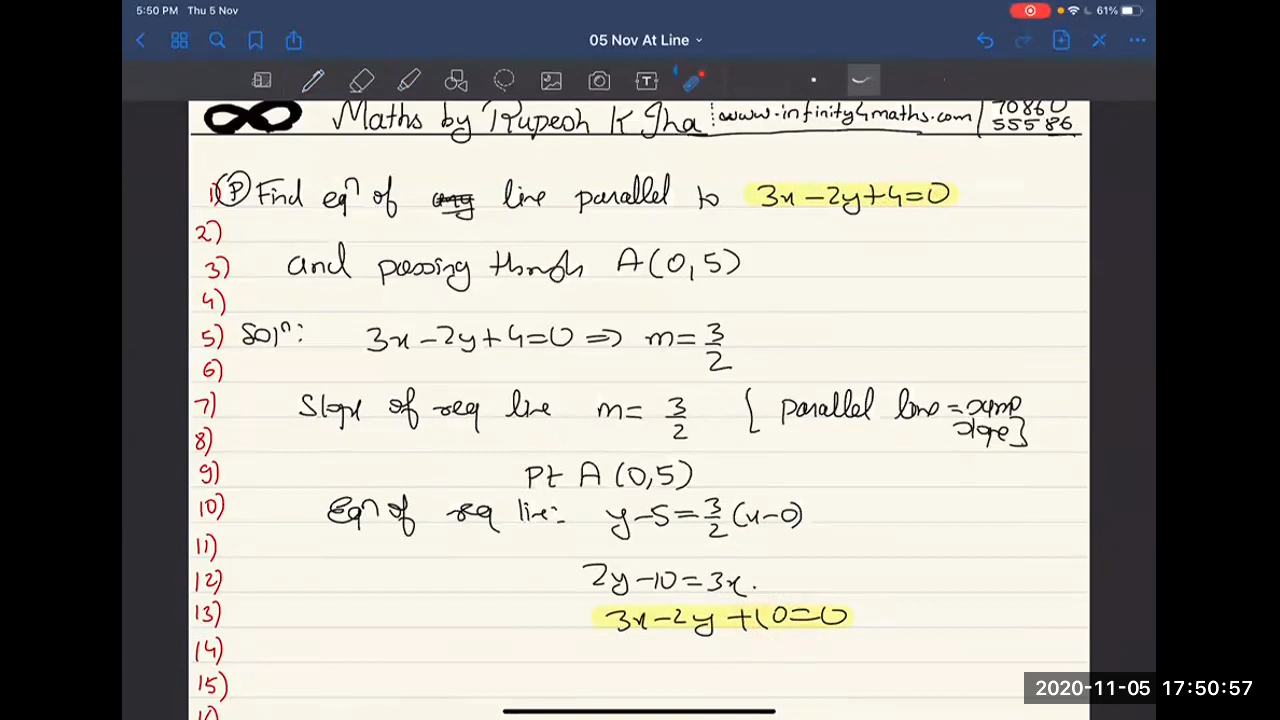 5:50 PM Thu 5 Nov
61%
05 Nov At Line
T
Maths by Rupesh K Jha
www.infinity4maths.com
70860
55586
1) P Find eqⁿ of any line parallel to 3x-2y+4=0
2)
3) and passing through A(0,5)
4)
5) Solⁿ: 3x-2y+4=0 => m=3/2
6)
7) Slope of req line m=3/2 { parallel line = same
8) slope}
9) Pt A(0,5)
10) Eqⁿ of req line:- y-5=3/2(x-0)
11)
12) 2y-10=3x.
13) 3x-2y+10=0
14)
15)
2020-11-05 17:50:57